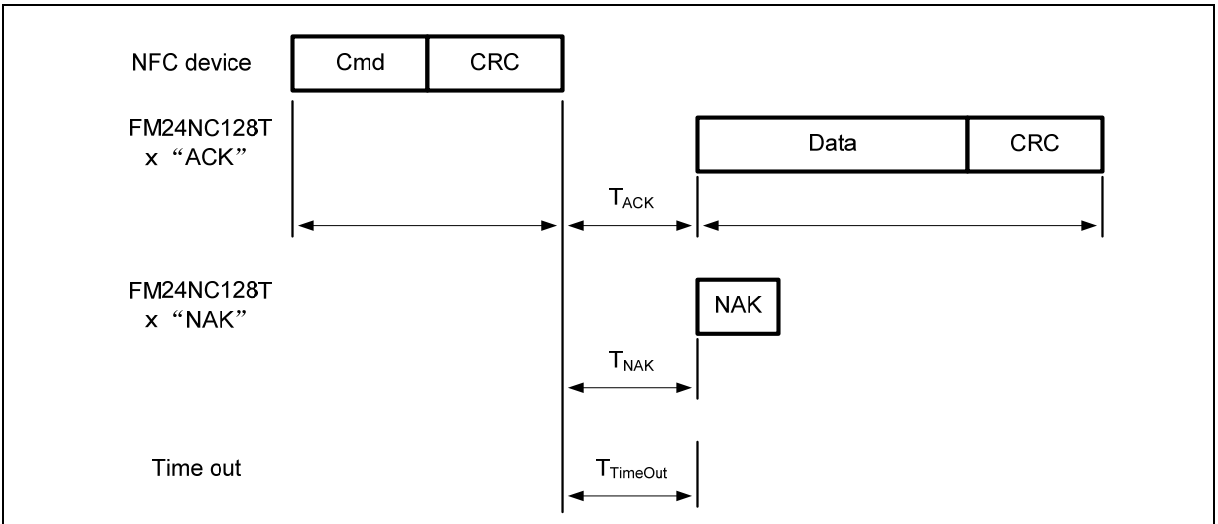 NFC device Cmd CRC
FM24NC128T
x “ACK”
Data CRC
TACK
FM24NC128T
x “NAK”
NAK
TNAK
Time out
TTimeOut